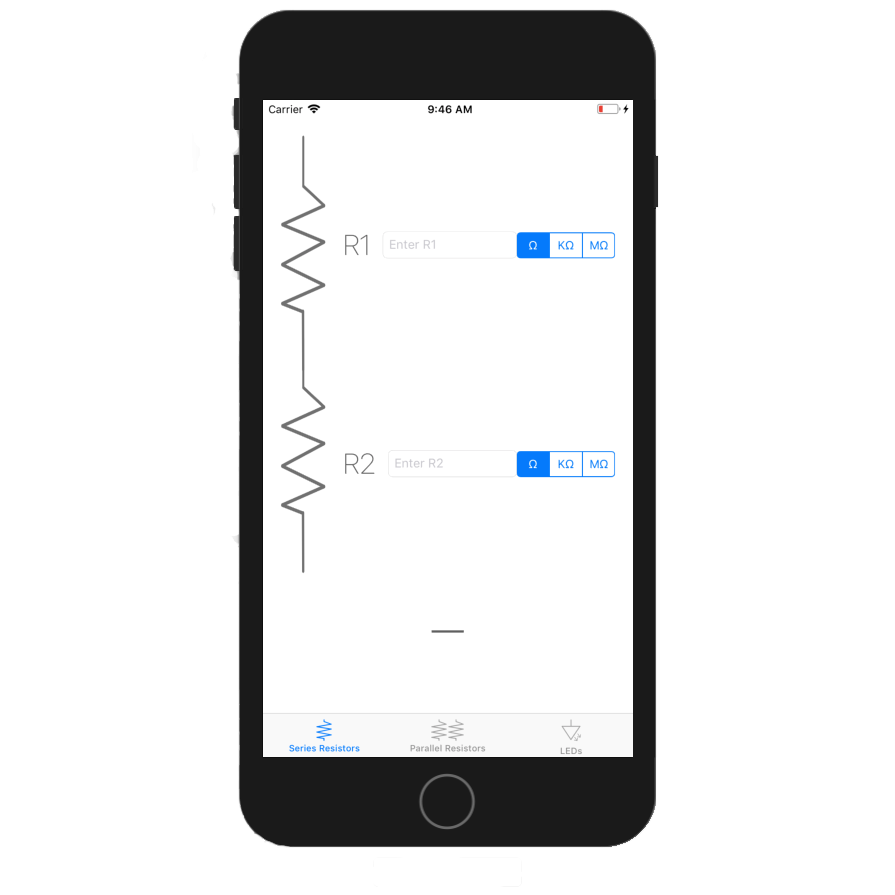 Carrier 9:46 AM
R1 Enter R1 Ω KΩ MΩ
R2 Enter R2 Ω KΩ MΩ
—
Series Resistors Parallel Resistors LEDs